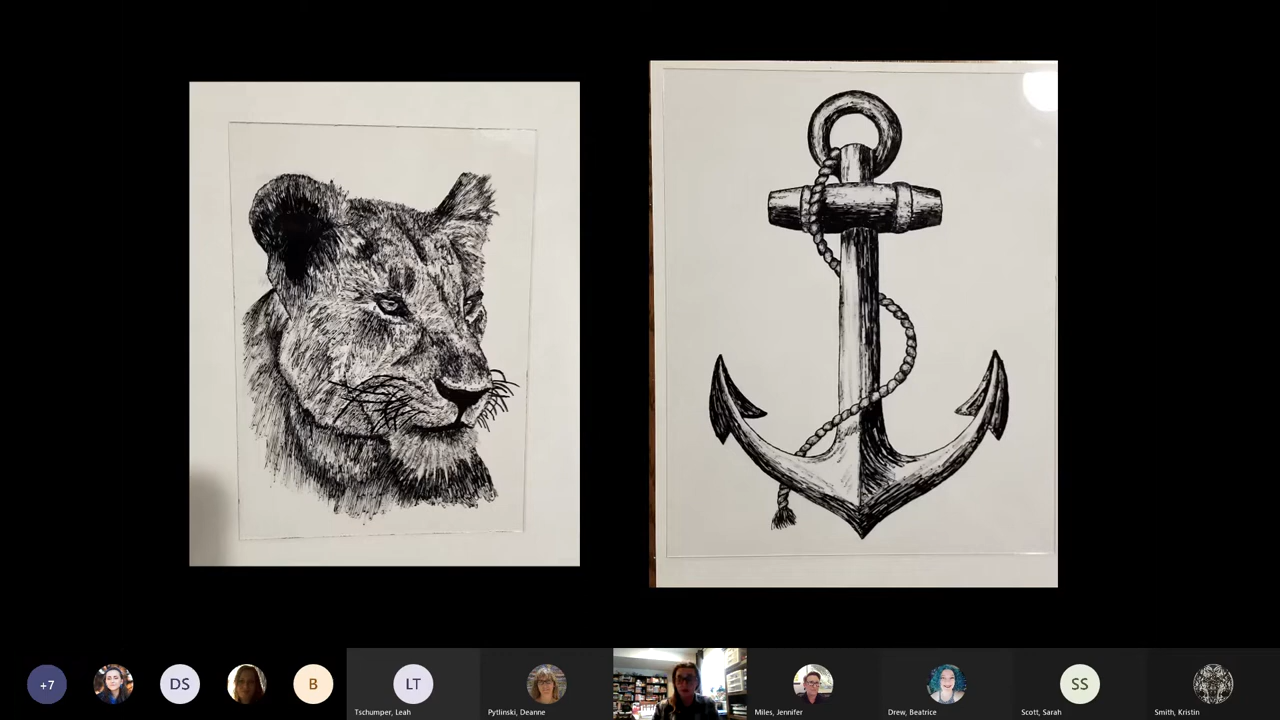 +7
DS
B
LT
SS
Tschumper, Leah
Pytlinski, Deanne
Miles, Jennifer
Drew, Beatrice
Scott, Sarah
Smith, Kristin